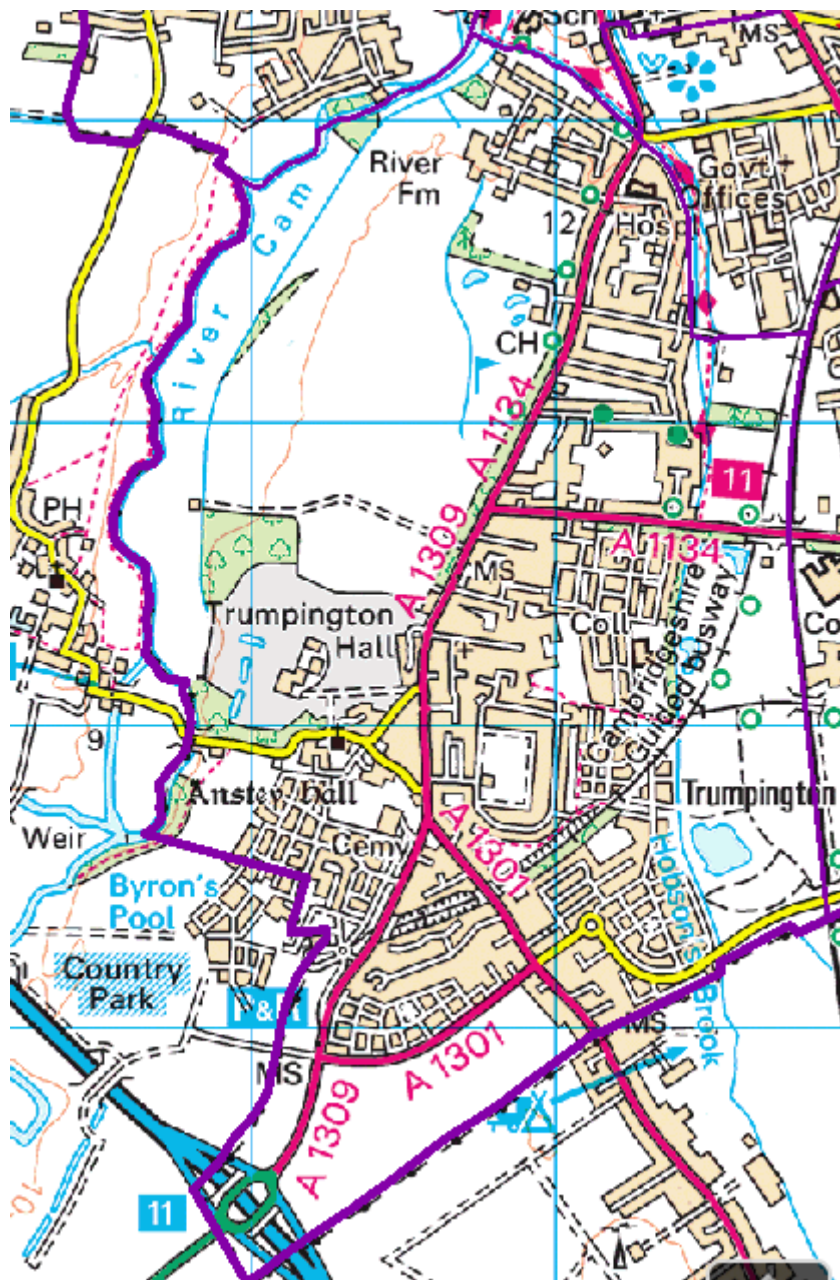 Sch
MS
River
Fm
Govt
Offices
River Cam
12
Hosp
CH
A 1134
11
PH
A 1309
A 1134
MS
Trumpington
Hall
Coll
Co
Cambridgeshire
Guided Busway
9
Anstey Hall
Trumpington
Weir
Cemy
A 1301
Byron's
Pool
Hobson's Brook
Country
Park
P&R
MS
MS
A 1301
A 1309
10
11